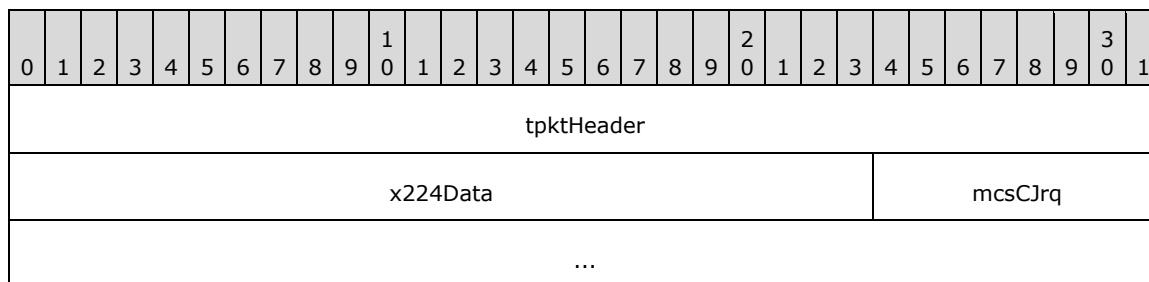 1 2 3
0 1 2 3 4 5 6 7 8 9 0 1 2 3 4 5 6 7 8 9 0 1 2 3 4 5 6 7 8 9 0 1
tpktHeader
x224Data mcsCJrq
...